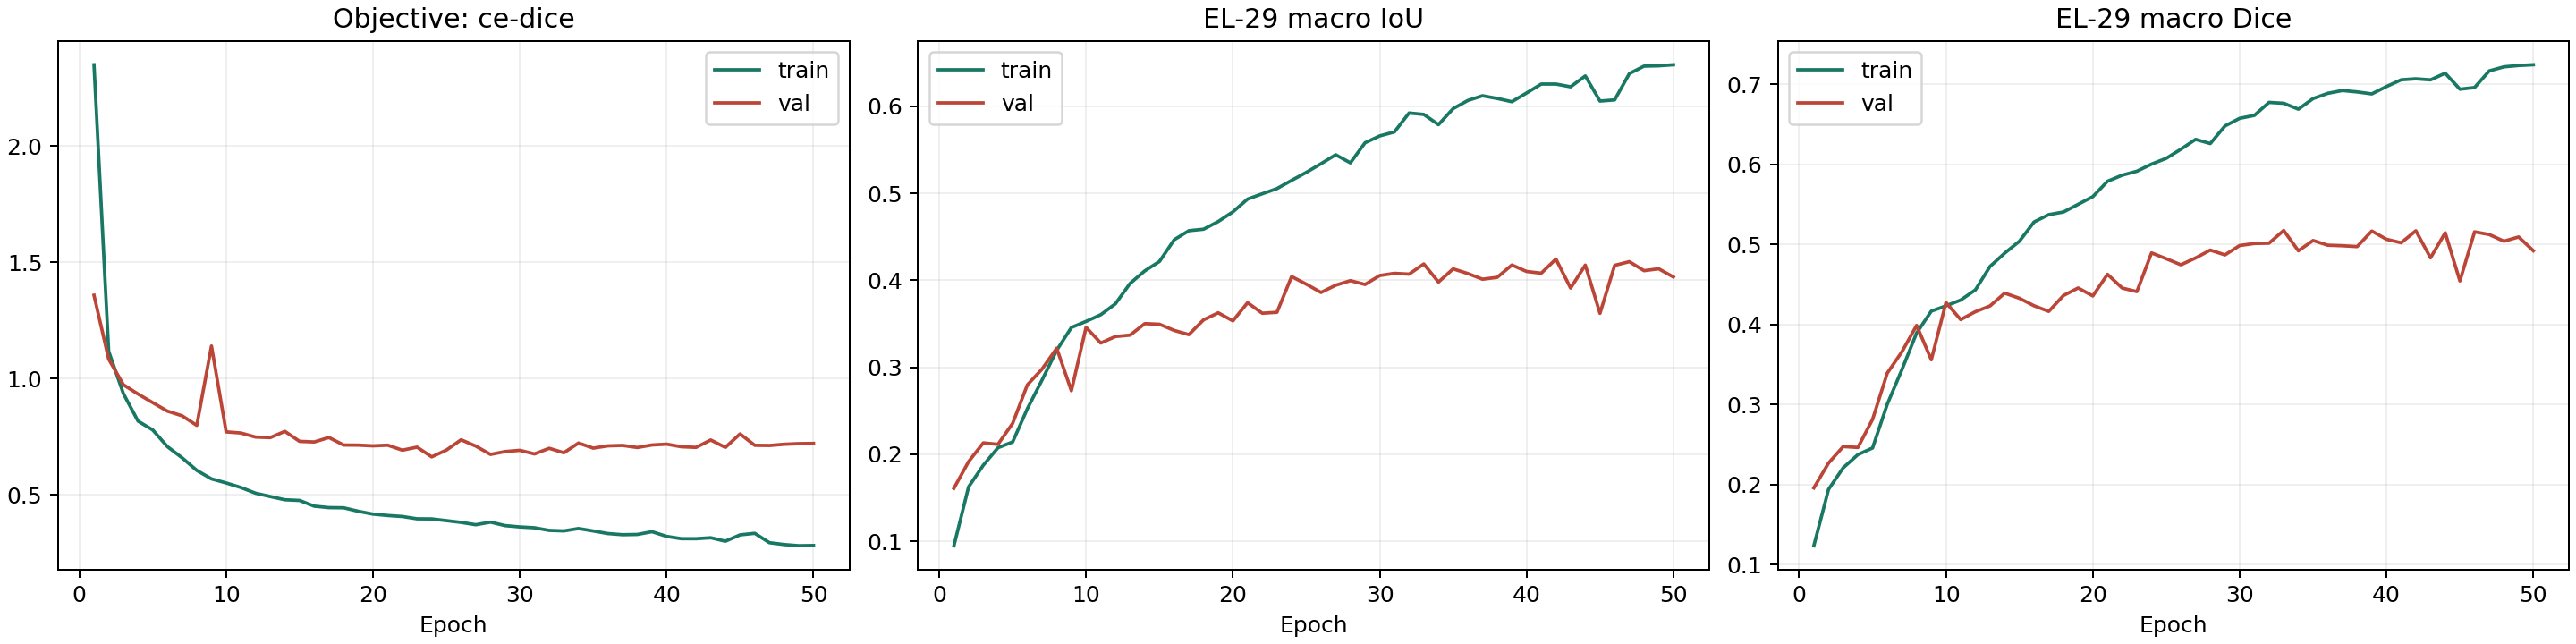 Objective: ce-dice
train
val
2.0
1.5
1.0
0.5
0 10 20 30 40 50
Epoch
EL-29 macro IoU
train
val
0.6
0.5
0.4
0.3
0.2
0.1
0 10 20 30 40 50
Epoch
EL-29 macro Dice
train
val
0.7
0.6
0.5
0.4
0.3
0.2
0.1
0 10 20 30 40 50
Epoch